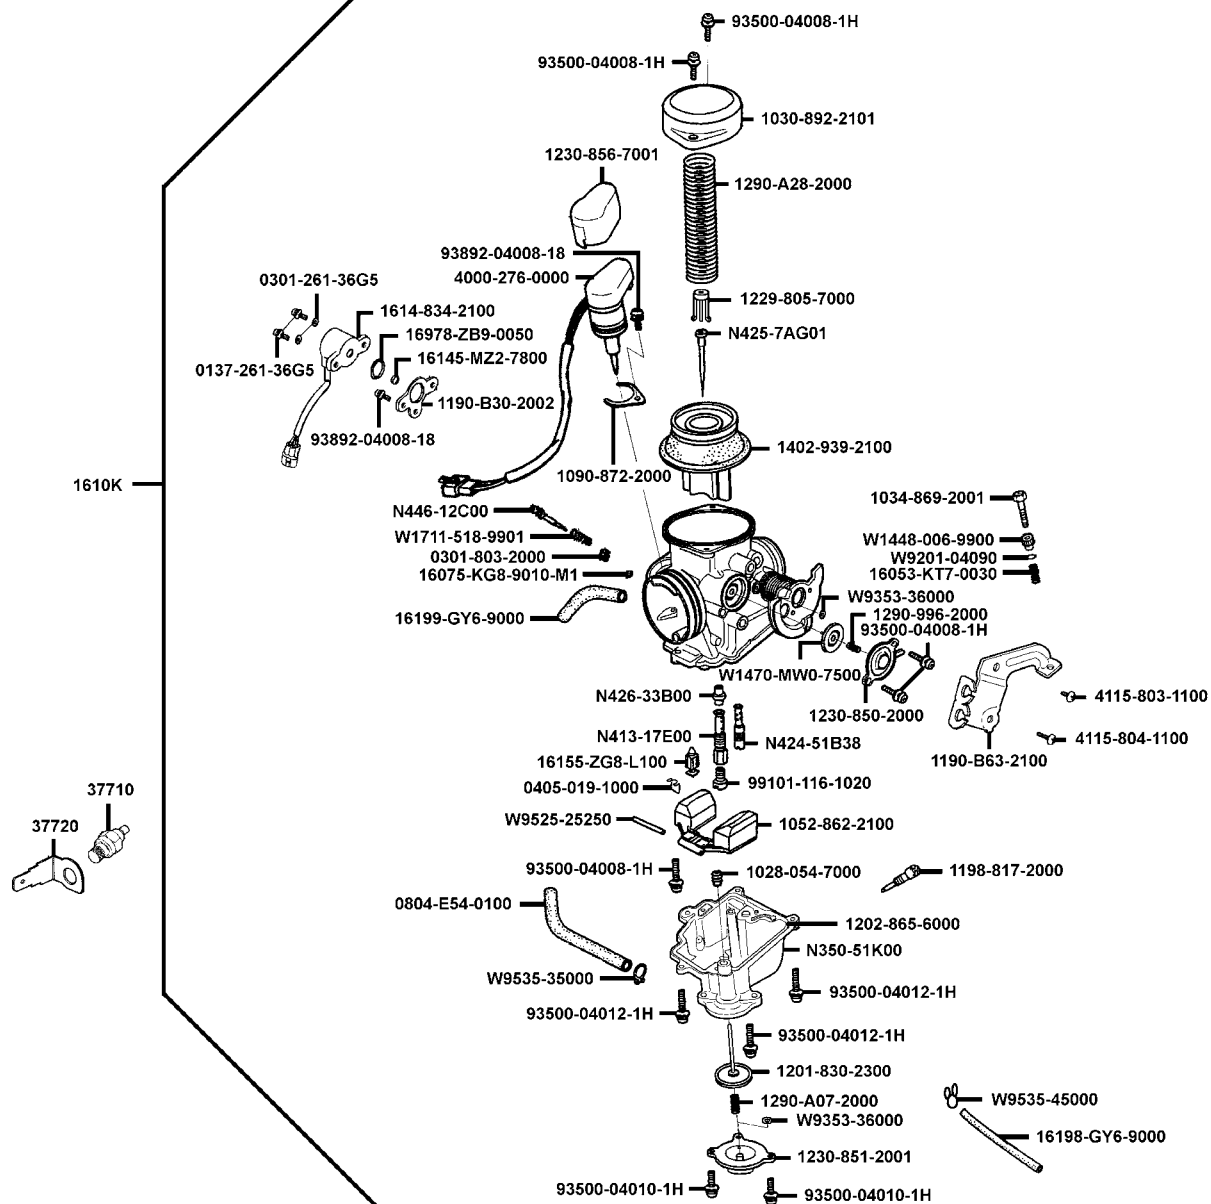 93500-04008-1H
93500-04008-1H
1030-892-2101
1230-856-7001
1290-A28-2000
93892-04008-18
4000-276-0000
0301-261-36G5
1614-834-2100
1229-805-7000
16978-ZB9-0050
N425-7AG01
16145-MZ2-7800
0137-261-36G5
1190-B30-2002
93892-04008-18
1402-939-2100
1090-872-2000
1610K
1034-869-2001
N446-12C00
W1711-518-9901
W1448-006-9900
0301-803-2000
W9201-04090
16075-KG8-9010-M1
16053-KT7-0030
W9353-36000
16199-GY6-9000
1290-996-2000
93500-04008-1H
W1470-MW0-7500
N426-33B00
4115-803-1100
1230-850-2000
N413-17E00
N424-51B38
4115-804-1100
16155-ZG8-L100
1190-B63-2100
0405-019-1000
99101-116-1020
37710
W9525-25250
1052-862-2100
37720
93500-04008-1H
1028-054-7000
1198-817-2000
0804-E54-0100
1202-865-6000
N350-51K00
W9535-35000
93500-04012-1H
93500-04012-1H
93500-04012-1H
1201-830-2300
1290-A07-2000
W9535-45000
W9353-36000
16198-GY6-9000
1230-851-2001
93500-04010-1H
93500-04010-1H